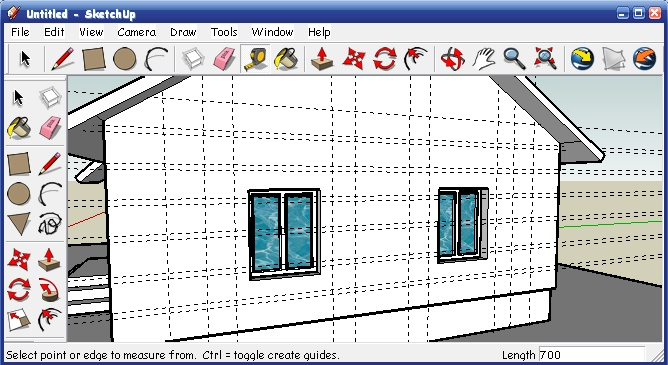 Untitled - SketchUp
File Edit View Camera Draw Tools Window Help
Select point or edge to measure from. Ctrl = toggle create guides. Length 700